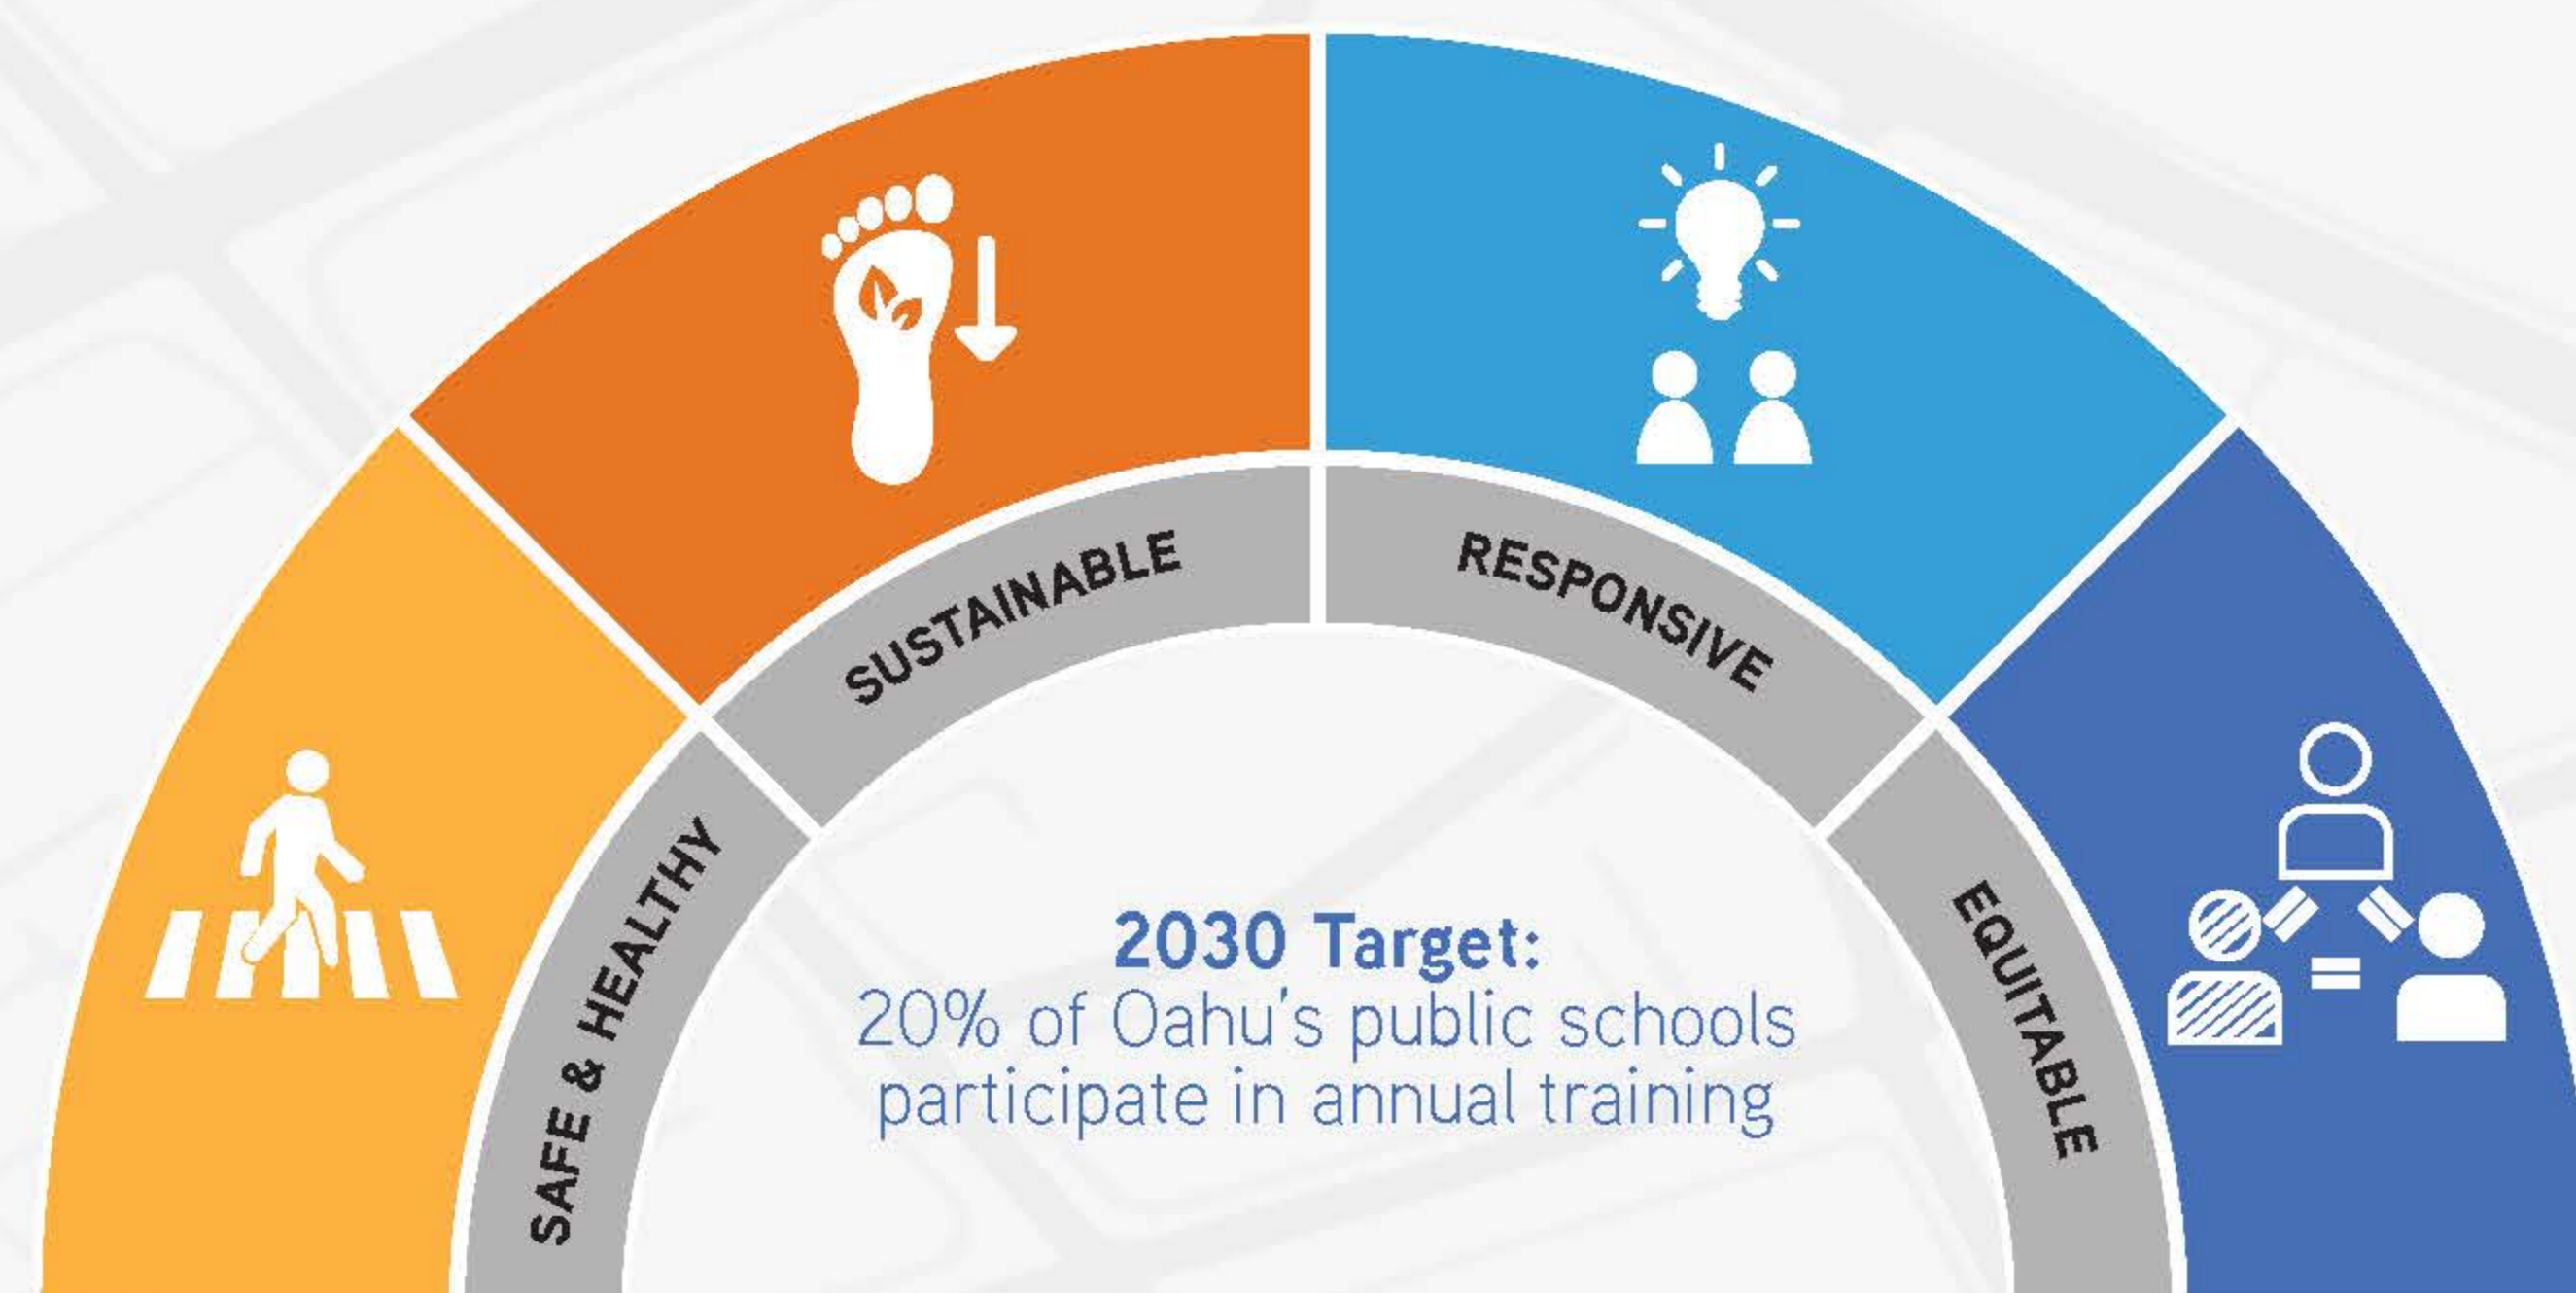 SAFE & HEALTHY
SUSTAINABLE
RESPONSIVE
EQUITABLE
2030 Target:
20% of Oahu's public schools
participate in annual training